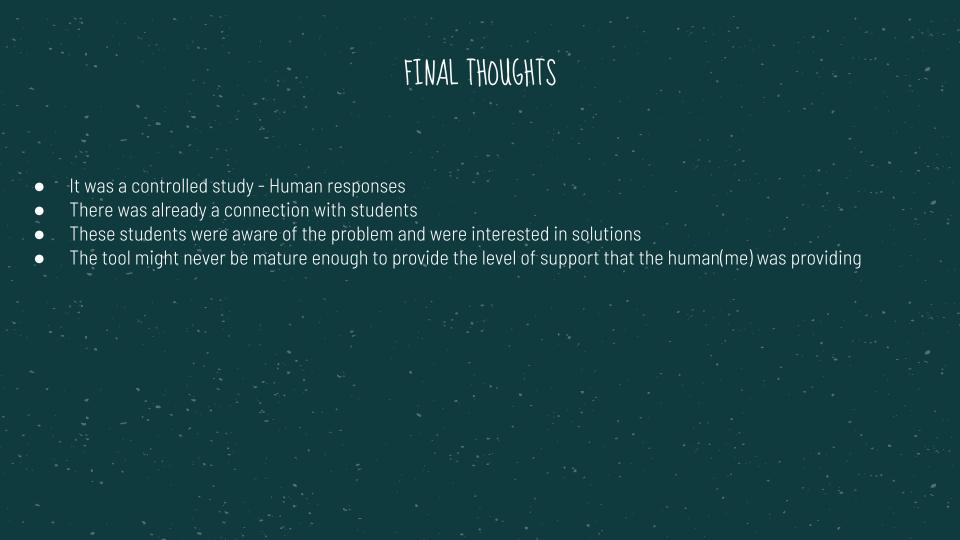 FINAL THOUGHTS
● It was a controlled study - Human responses
● There was already a connection with students
● These students were aware of the problem and were interested in solutions
● The tool might never be mature enough to provide the level of support that the human(me) was providing